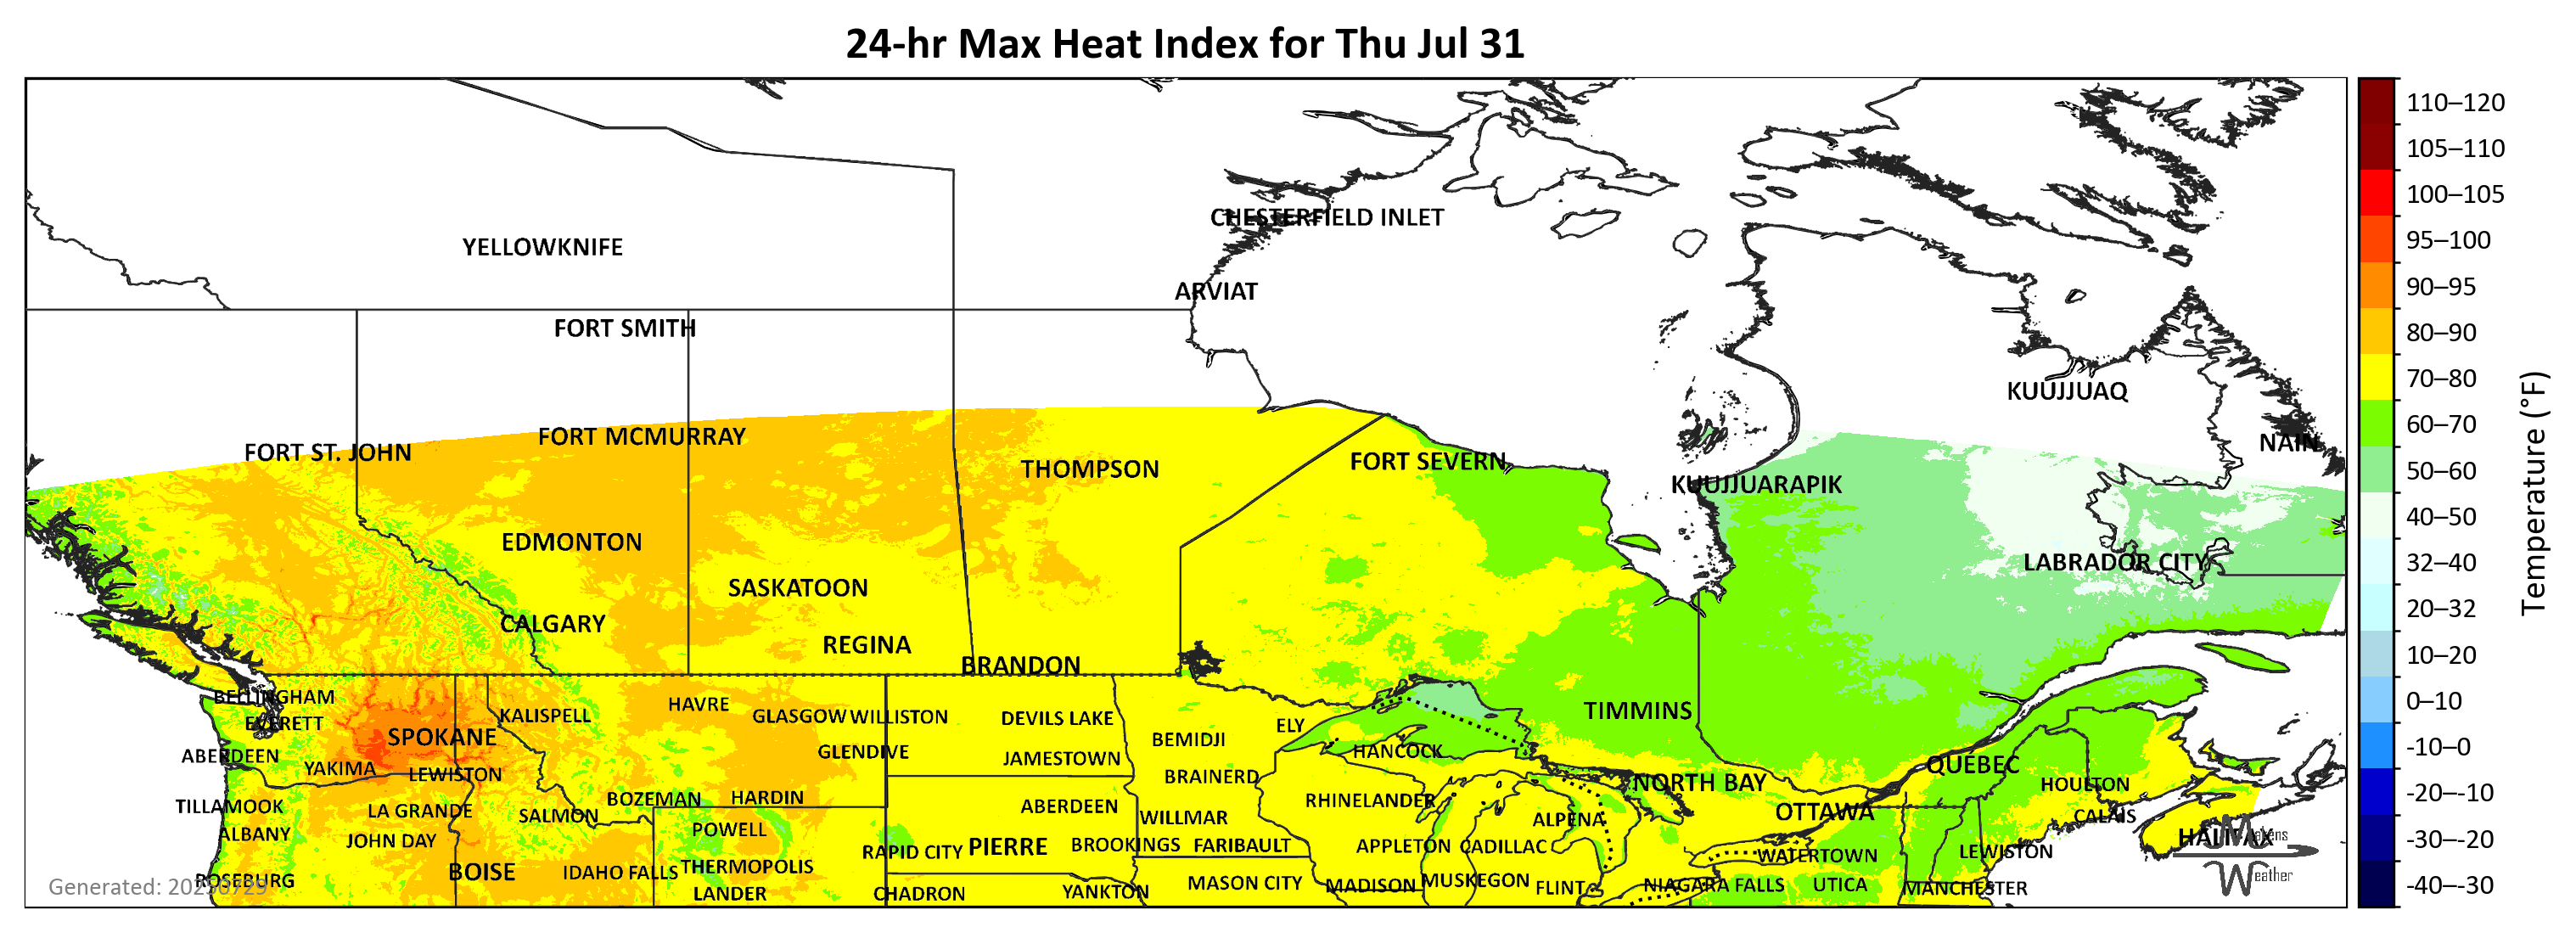 24-hr Max Heat Index for Thu Jul 31
CHESTERFIELD INLET
YELLOWKNIFE
ARVIAT
FORT SMITH
KUUJJUAQ
FORT MCMURRAY
NAIN
FORT ST. JOHN
FORT SEVERN
THOMPSON
KUUJJUARAPIK
EDMONTON
LABRADOR CITY
SASKATOON
CALGARY
REGINA
BRANDON
BELLINGHAM
HAVRE
TIMMINS
KALISPELL
GLASGOW
WILLISTON
DEVILS LAKE
EVERETT
ELY
SPOKANE
BEMIDJI
HANCOCK
GLENDIVE
ABERDEEN
JAMESTOWN
QUÉBEC
YAKIMA
LEWISTON
BRAINERD
NORTH BAY
HOULTON
BOZEMAN
HARDIN
RHINELANDER
TILLAMOOK
ABERDEEN
LA GRANDE
SALMON
OTTAWA
CALAIS
WILLMAR
ALPENA
POWELL
ALBANY
HALIFAX
JOHN DAY
BROOKINGS
FARIBAULT
APPLETON
CADILLAC
PIERRE
RAPID CITY
LEWISTON
WATERTOWN
THERMOPOLIS
BOISE
IDAHO FALLS
ROSEBURG
MASON CITY
MADISON
MUSKEGON
FLINT
NIAGARA FALLS
UTICA
MANCHESTER
LANDER
CHADRON
YANKTON
Generated: 20250729
Makens
Weather
110–120
105–110
100–105
95–100
90–95
80–90
70–80
60–70
50–60
40–50
32–40
20–32
10–20
0–10
-10–0
-20–-10
-30–-20
-40–-30
Temperature (°F)